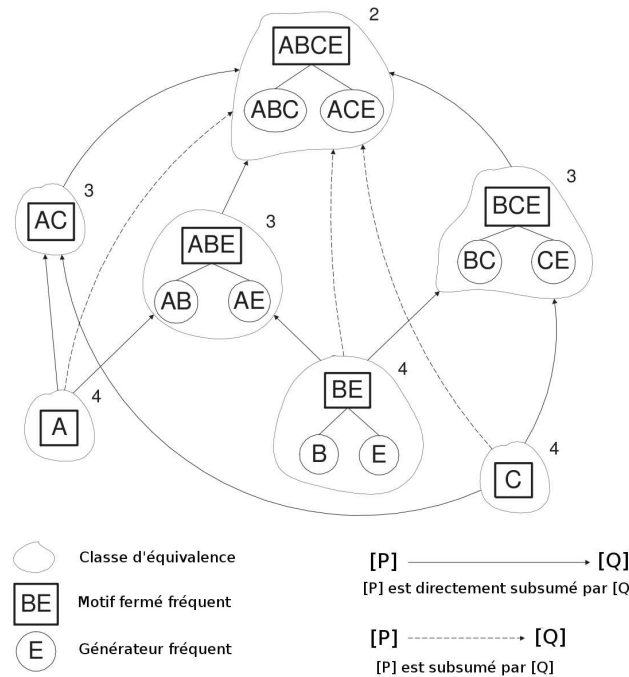 2
ABCE
ABC ACE
3
AC
3
ABE
AB AE
3
BCE
BC CE
4
A
4
BE
B E
4
C
Classe d'équivalence
BE Motif fermé fréquent
E Générateur fréquent
[P] [Q]
[P] est directement subsumé par [Q
[P] [Q]
[P] est subsumé par [Q]